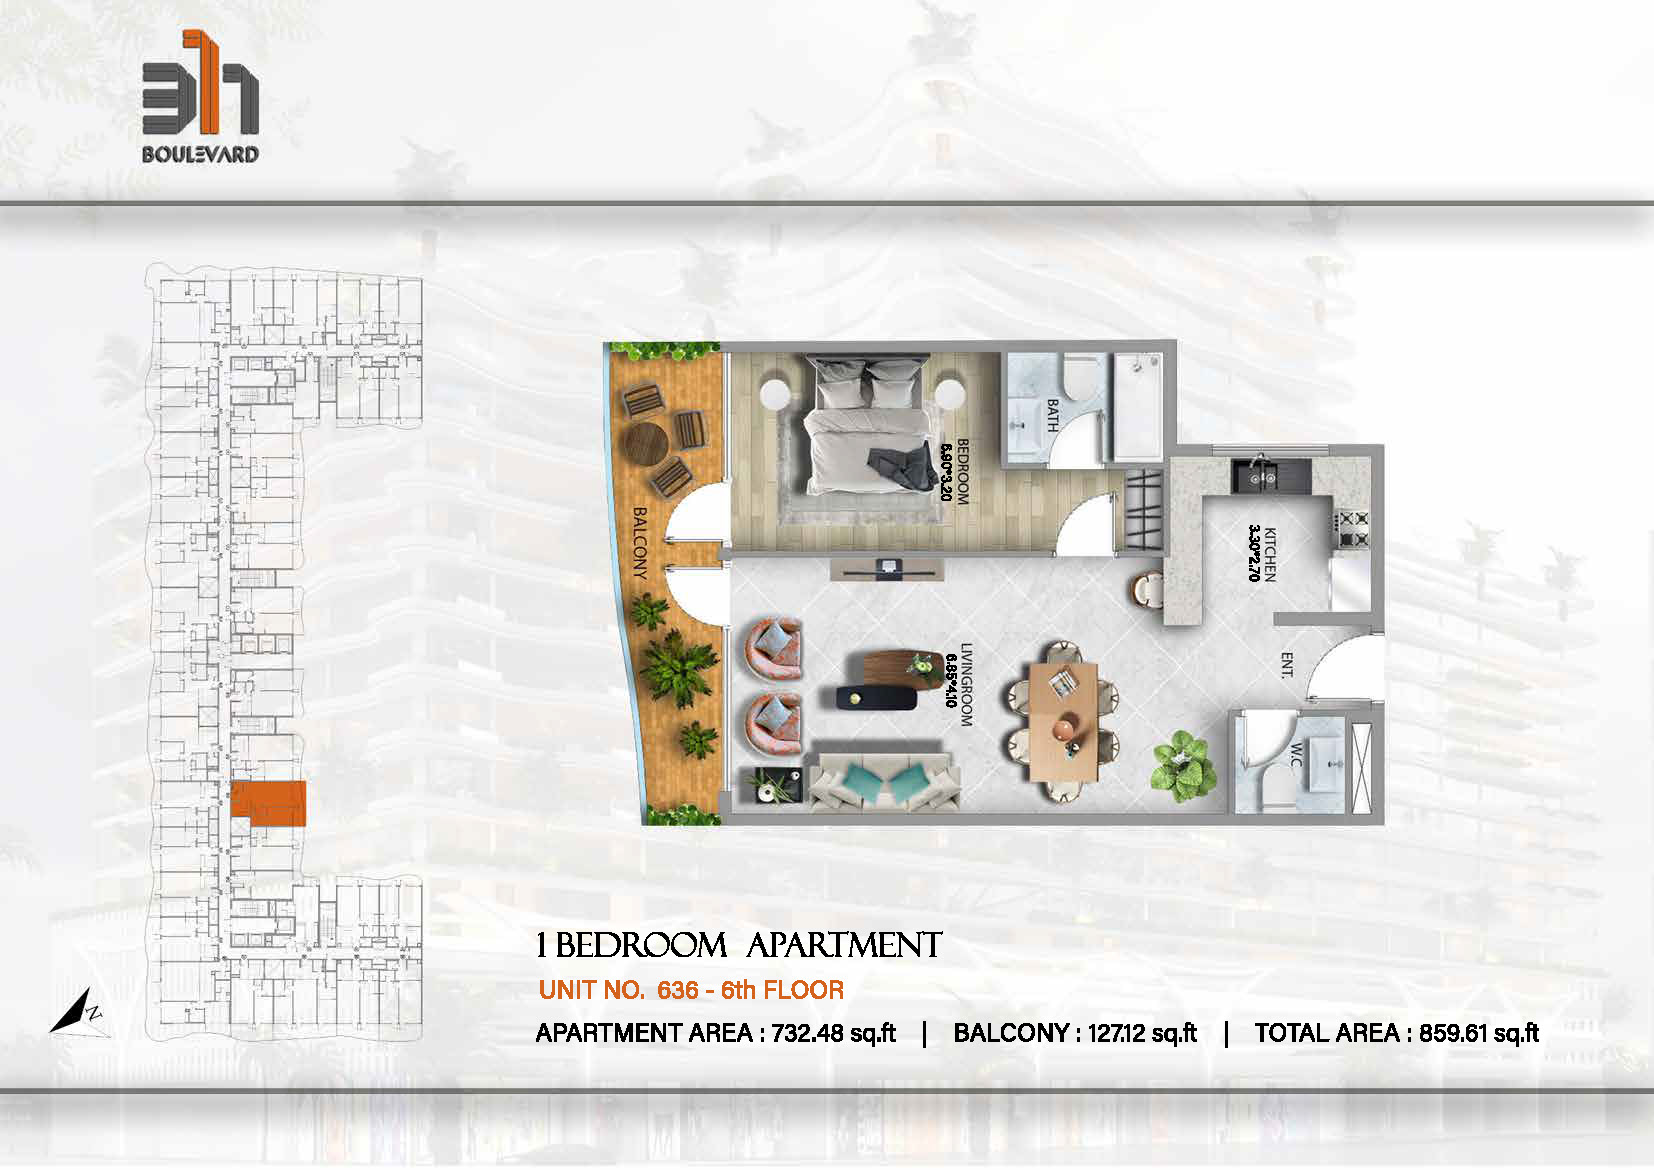 311
BOULEVARD
BATH
BEDROOM
6.90*3.20
BALCONY
KITCHEN
3.30*2.70
LIVINGROOM
6.85*4.10
ENT.
W.C
N
1 BEDROOM APARTMENT
UNIT NO. 636 - 6th FLOOR
APARTMENT AREA : 732.48 sq.ft | BALCONY : 127.12 sq.ft | TOTAL AREA : 859.61 sq.ft